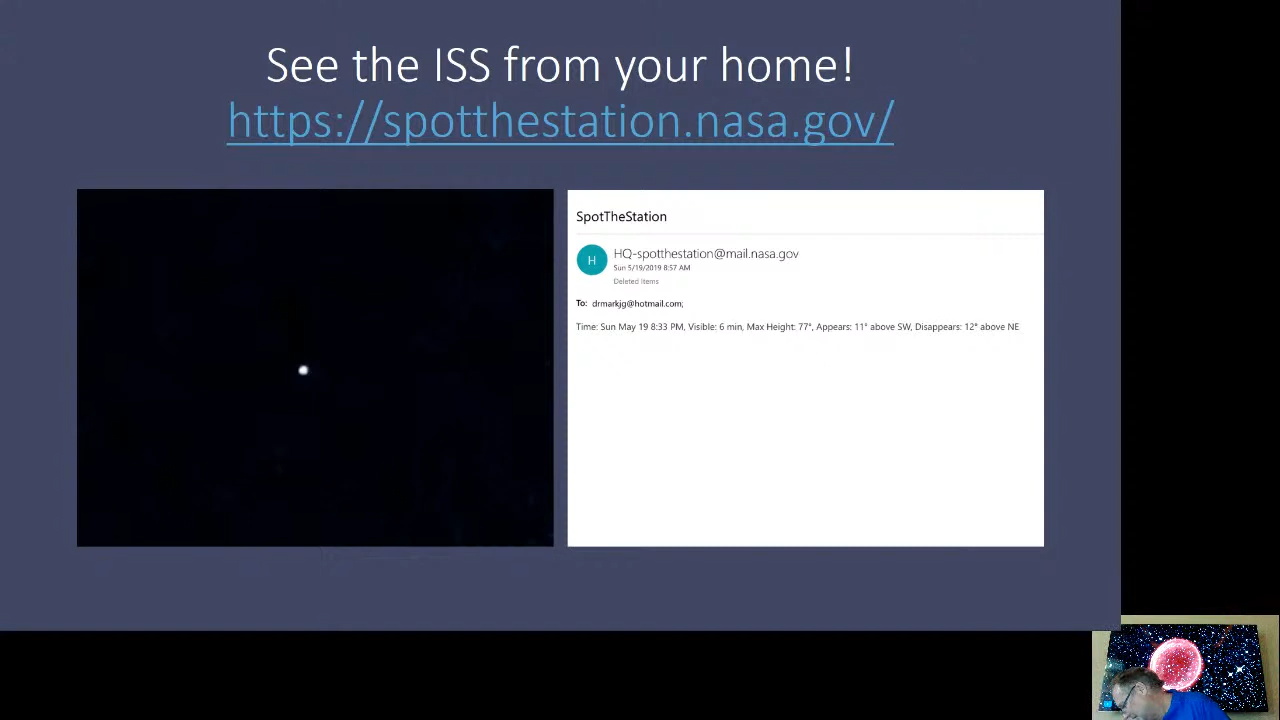 See the ISS from your home!
https://spotthestation.nasa.gov/
SpotTheStation
H
HQ-spotthestation@mail.nasa.gov
Sun 5/19/2019 8:57 AM
Deleted Items
To: drmarkjg@hotmail.com;
Time: Sun May 19 8:33 PM, Visible: 6 min, Max Height: 77°, Appears: 11° above SW, Disappears: 12° above NE